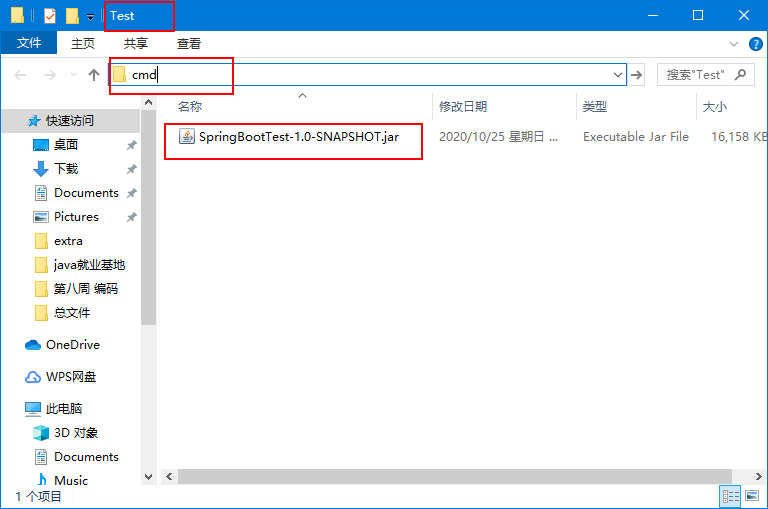 Test
文件 主页 共享 查看
cmd
搜索"Test"
名称 修改日期 类型 大小
SpringBootTest-1.0-SNAPSHOT.jar 2020/10/25 星期日 ... Executable Jar File 16,158 KB
快速访问
桌面
下载
Documents
Pictures
extra
java就业基地
第八周 编码
总文件
OneDrive
WPS网盘
此电脑
3D 对象
Documents
Music
1 个项目